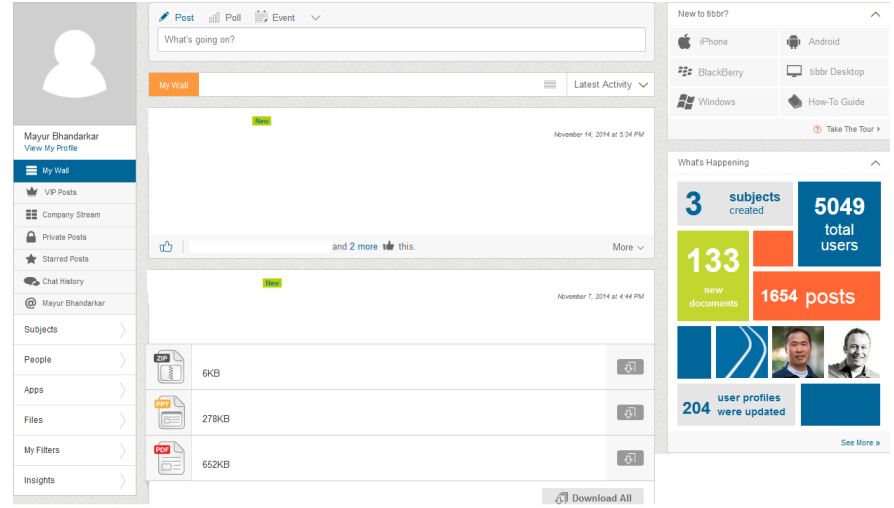 Mayur Bhandarkar
View My Profile
My Wall
VIP Posts
Company Stream
Private Posts
Starred Posts
Chat History
@ Mayur Bhandarkar
Subjects
People
Apps
Files
My Filters
Insights
Post Poll Event
What's going on?
My Wall
Latest Activity
New
November 14, 2014 at 5:34 PM
and 2 more this.
More
New
November 7, 2014 at 4:44 PM
ZIP
6KB
PPT
278KB
PDF
652KB
Download All
New to tibbr?
iPhone Android
BlackBerry tibbr Desktop
Windows How-To Guide
Take The Tour
What's Happening
3 subjects
created
5049
total
users
133
new
documents
1654 posts
204 user profiles
were updated
See More »